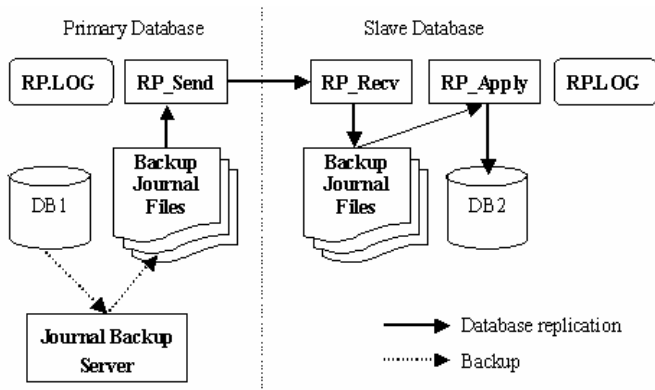 Primary Database
Slave Database
RP.LOG
RP_Send
RP_Recv
RP_Apply
RP.LOG
Backup
Journal
Files
Backup
Journal
Files
DB1
DB2
Journal Backup
Server
Database replication
Backup